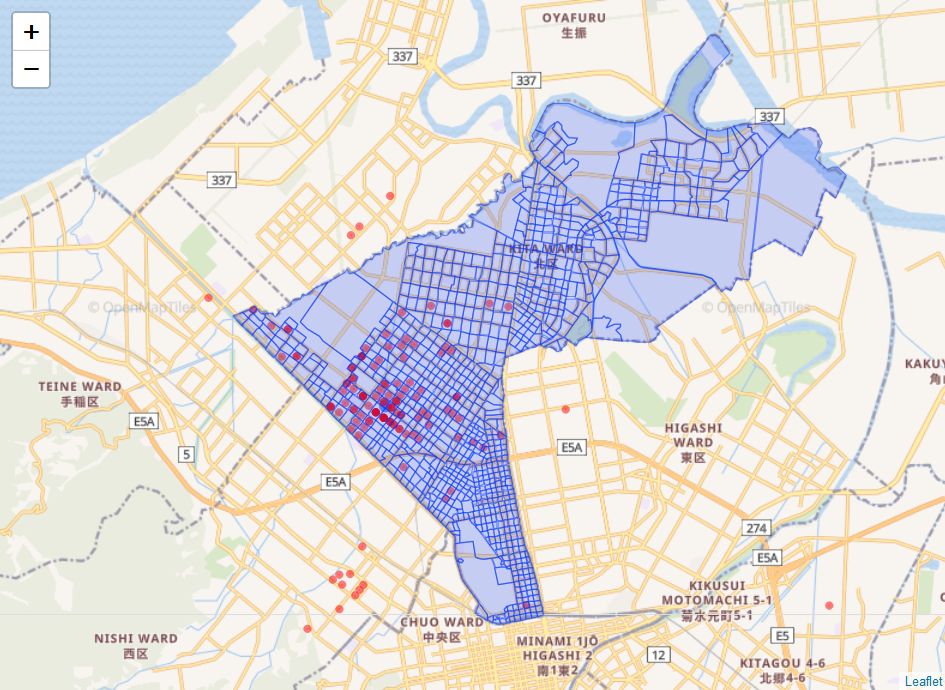 +
−
OYAFURU
生振
337
337
337
337
KITA WARD
北区
© OpenMapTiles
© OpenMapTiles
TEINE WARD
手稲区
E5A
5
E5A
E5A
HIGASHI
WARD
東区
KAKUY
角山
274
E5A
KIKUSUI
MOTOMACHI 5-1
菊水元町5-1
CHUO WARD
中央区
NISHI WARD
西区
MINAMI 1JŌ
HIGASHI 2
南1東2
12
E5
KITAGOU 4-6
北郷4-6
Leaflet